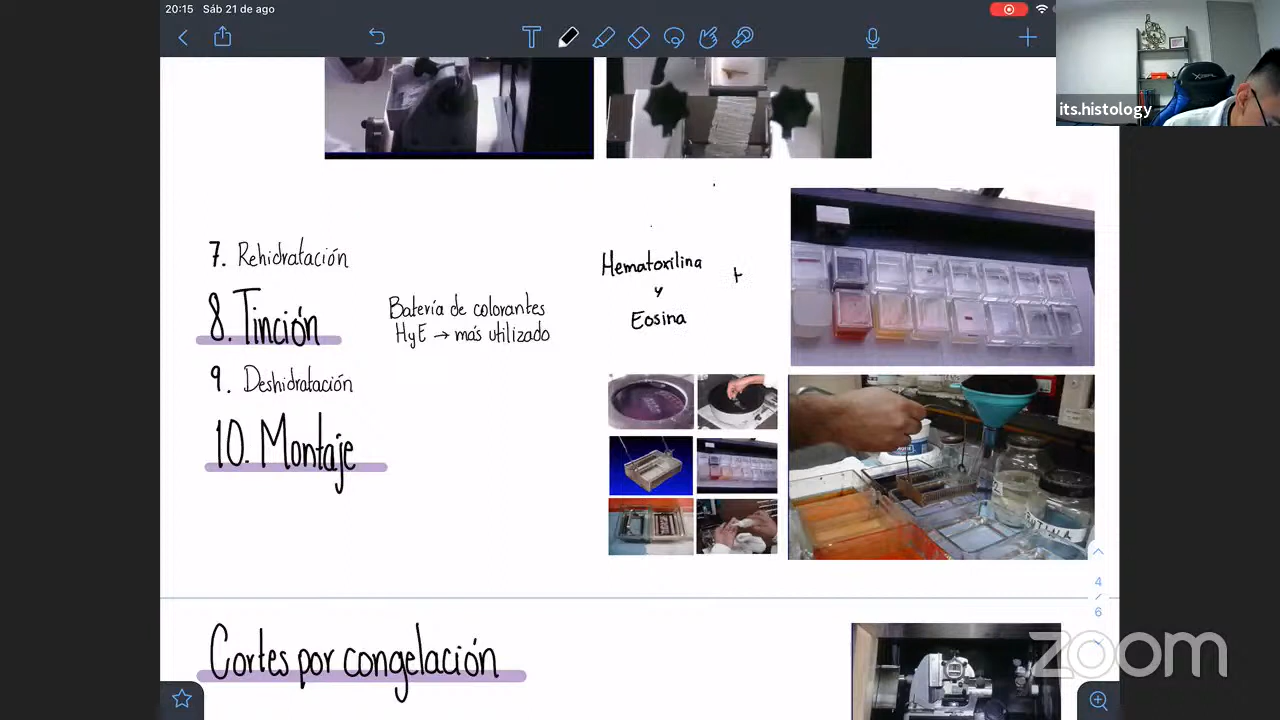 20:15 Sáb 21 de ago
its.histology
7. Rehidratación
8. Tinción
Batería de colorantes
HyE → más utilizado
9. Deshidratación
10. Montaje
Hematoxilina
y
Eosina
+
4
/
6
Cortes por congelación
zoom